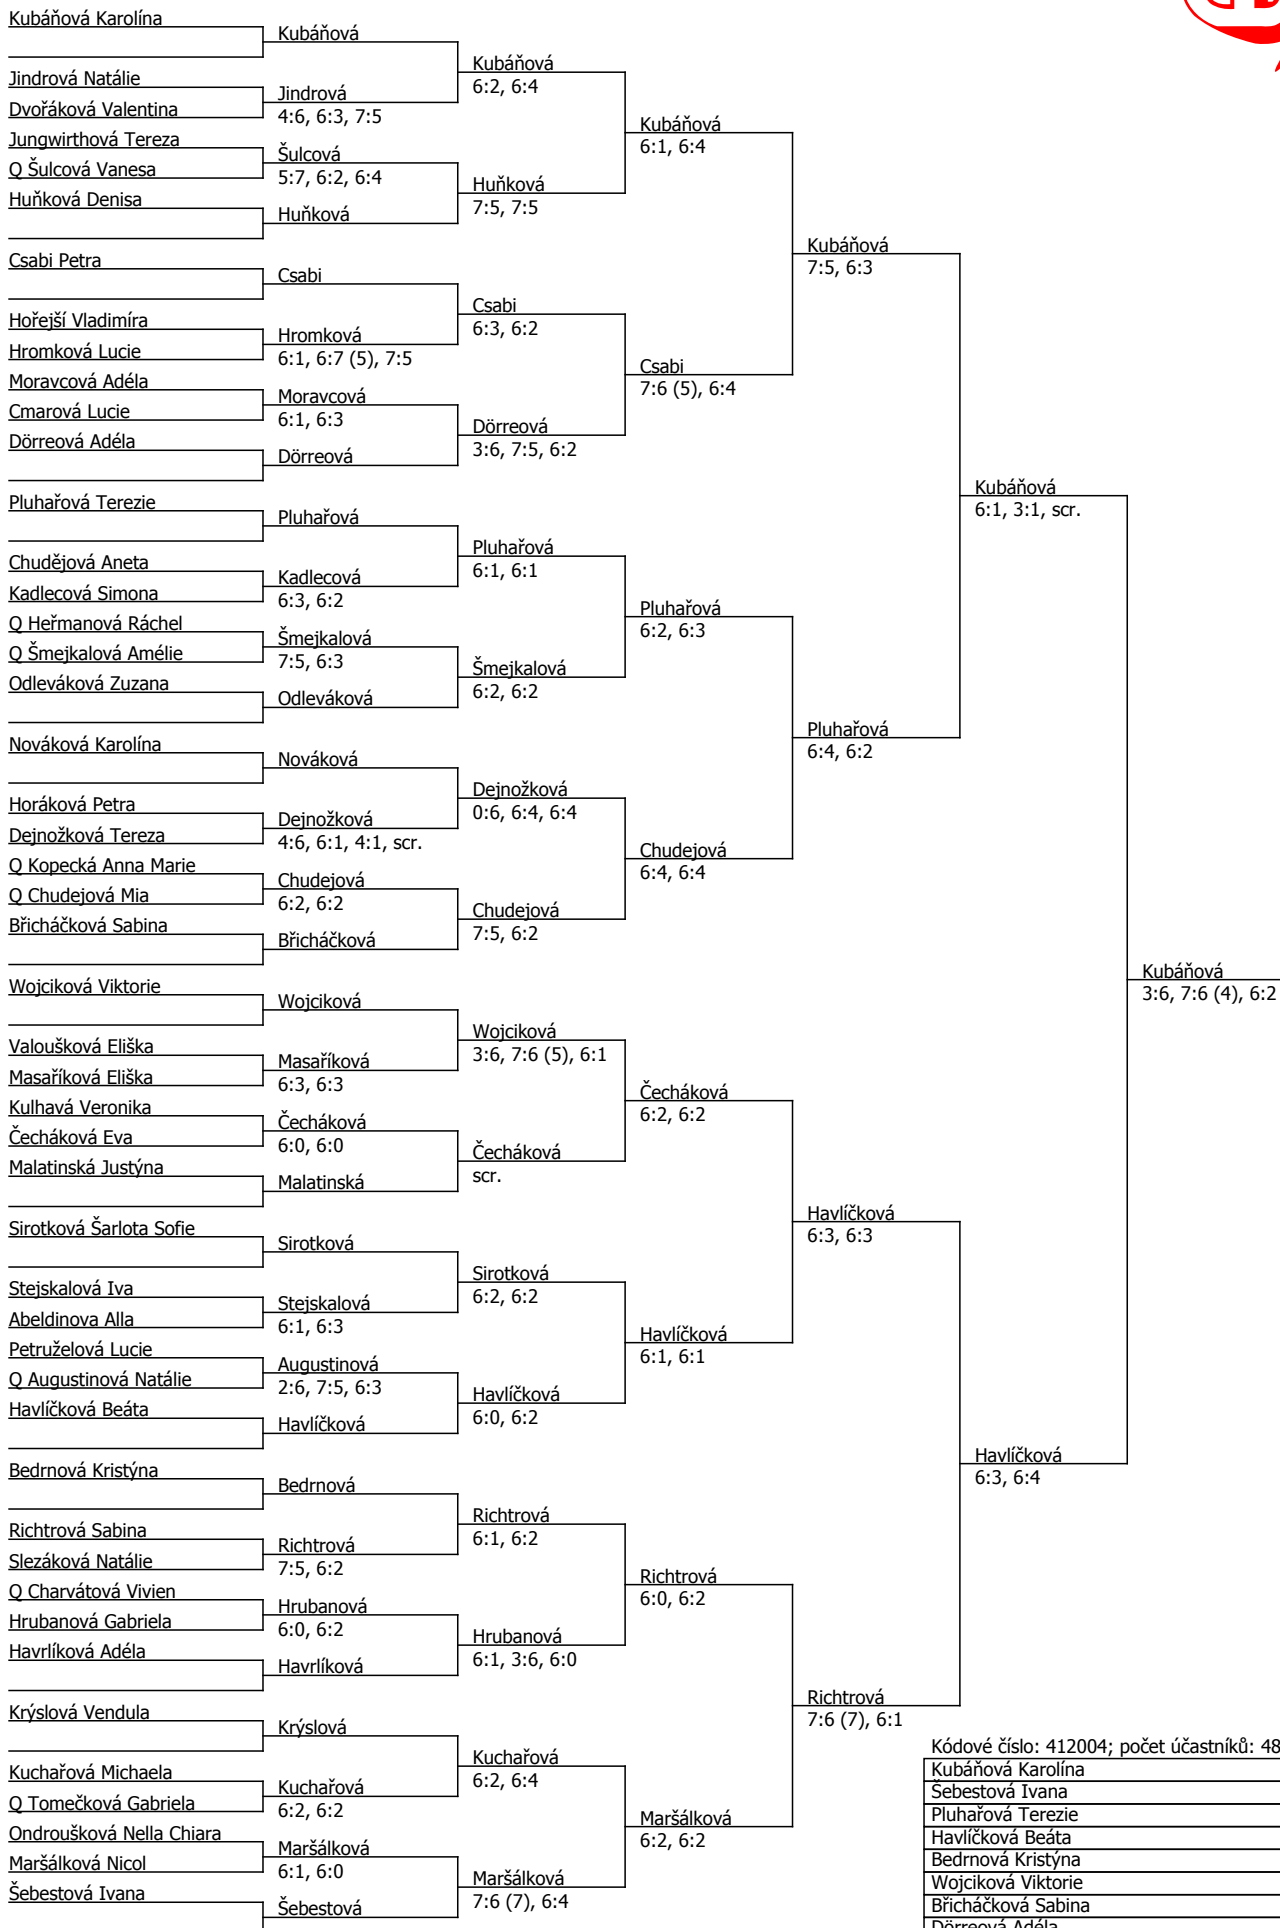 Kubáňová Karolína
Kubáňová
Kubáňová
6:2, 6:4
Jindrová Natálie
Jindrová
4:6, 6:3, 7:5
Dvořáková Valentina
Kubáňová
6:1, 6:4
Jungwirthová Tereza
Šulcová
5:7, 6:2, 6:4
Q Šulcová Vanesa
Huňková
7:5, 7:5
Huňková Denisa
Huňková
Kubáňová
7:5, 6:3
Csabi Petra
Csabi
Csabi
6:3, 6:2
Hořejší Vladimíra
Hromková
6:1, 6:7 (5), 7:5
Hromková Lucie
Csabi
7:6 (5), 6:4
Moravcová Adéla
Moravcová
6:1, 6:3
Cmarová Lucie
Dörreová
3:6, 7:5, 6:2
Dörreová Adéla
Dörreová
Kubáňová
6:1, 3:1, scr.
Pluhařová Terezie
Pluhařová
Pluhařová
6:1, 6:1
Chudějová Aneta
Kadlecová
6:3, 6:2
Kadlecová Simona
Pluhařová
6:2, 6:3
Q Heřmanová Ráchel
Šmejkalová
7:5, 6:3
Q Šmejkalová Amélie
Šmejkalová
6:2, 6:2
Odleváková Zuzana
Odleváková
Pluhařová
6:4, 6:2
Nováková Karolína
Nováková
Dejnožková
0:6, 6:4, 6:4
Horáková Petra
Dejnožková
4:6, 6:1, 4:1, scr.
Dejnožková Tereza
Chudejová
6:4, 6:4
Q Kopecká Anna Marie
Chudejová
6:2, 6:2
Q Chudejová Mia
Chudejová
7:5, 6:2
Břicháčková Sabina
Břicháčková
Kubáňová
3:6, 7:6 (4), 6:2
Wojciková Viktorie
Wojciková
Wojciková
3:6, 7:6 (5), 6:1
Valoušková Eliška
Masaříková
6:3, 6:3
Masaříková Eliška
Čecháková
6:2, 6:2
Kulhavá Veronika
Čecháková
6:0, 6:0
Čecháková Eva
Čecháková
scr.
Malatinská Justýna
Malatinská
Havlíčková
6:3, 6:3
Sirotková Šarlota Sofie
Sirotková
Sirotková
6:2, 6:2
Stejskalová Iva
Stejskalová
6:1, 6:3
Abeldinova Alla
Havlíčková
6:1, 6:1
Petruželová Lucie
Augustinová
2:6, 7:5, 6:3
Q Augustinová Natálie
Havlíčková
6:0, 6:2
Havlíčková Beáta
Havlíčková
Havlíčková
6:3, 6:4
Bedrnová Kristýna
Bedrnová
Richtrová
6:1, 6:2
Richtrová Sabina
Richtrová
7:5, 6:2
Slezáková Natálie
Richtrová
6:0, 6:2
Q Charvátová Vivien
Hrubanová
6:0, 6:2
Hrubanová Gabriela
Hrubanová
6:1, 3:6, 6:0
Havrlíková Adéla
Havrlíková
Richtrová
7:6 (7), 6:1
Krýslová Vendula
Krýslová
Kuchařová
6:2, 6:4
Kuchařová Michaela
Kuchařová
6:2, 6:2
Q Tomečková Gabriela
Maršálková
6:2, 6:2
Ondroušková Nella Chiara
Maršálková
6:1, 6:0
Maršálková Nicol
Maršálková
7:6 (7), 6:4
Šebestová Ivana
Šebestová
Kódové číslo: 412004; počet účastníků: 48
Kubáňová Karolína
Šebestová Ivana
Pluhařová Terezie
Havlíčková Beáta
Bedrnová Kristýna
Wojciková Viktorie
Břicháčková Sabina
Dörreová Adéla